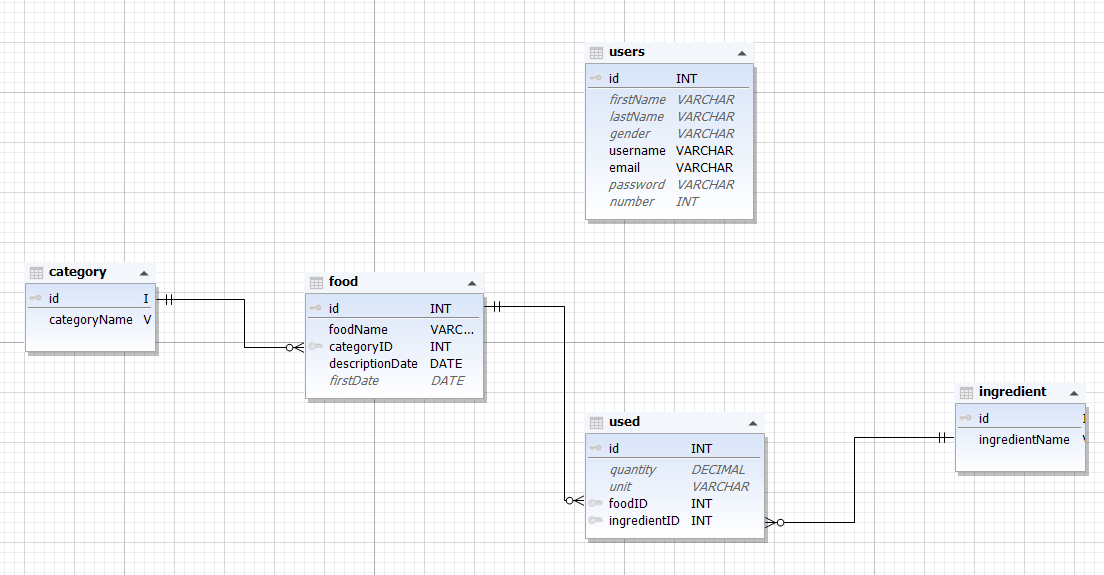 users
id INT
firstName VARCHAR
lastName VARCHAR
gender VARCHAR
username VARCHAR
email VARCHAR
password VARCHAR
number INT
category
id I
categoryName V
food
id INT
foodName VARC...
categoryID INT
descriptionDate DATE
firstDate DATE
used
id INT
quantity DECIMAL
unit VARCHAR
foodID INT
ingredientID INT
ingredient
id
ingredientName